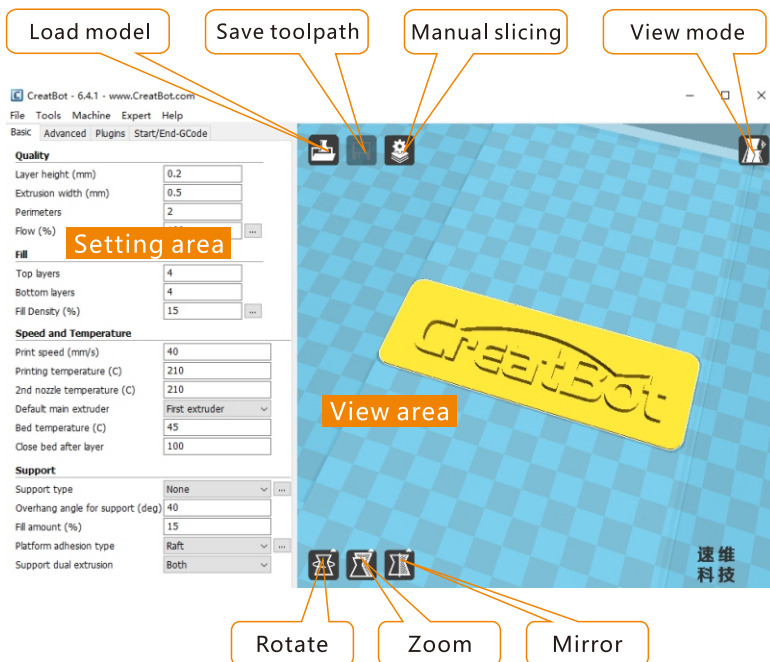 Load model
Save toolpath
Manual slicing
View mode
CreatBot - 6.4.1 - www.CreatBot.com
File Tools Machine Expert Help
Basic Advanced Plugins Start/End-GCode
Quality
Layer height (mm) 0.2
Extrusion width (mm) 0.5
Perimeters 2
Flow (%) ...
Setting area
Fill
Top layers 4
Bottom layers 4
Fill Density (%) 15 ...
Speed and Temperature
Print speed (mm/s) 40
Printing temperature (C) 210
2nd nozzle temperature (C) 210
Default main extruder First extruder
Bed temperature (C) 45
Close bed after layer 100
Support
Support type None ...
Overhang angle for support (deg) 40
Fill amount (%) 15
Platform adhesion type Raft ...
Support dual extrusion Both
CreatBot
View area
速维
科技
Rotate
Zoom
Mirror